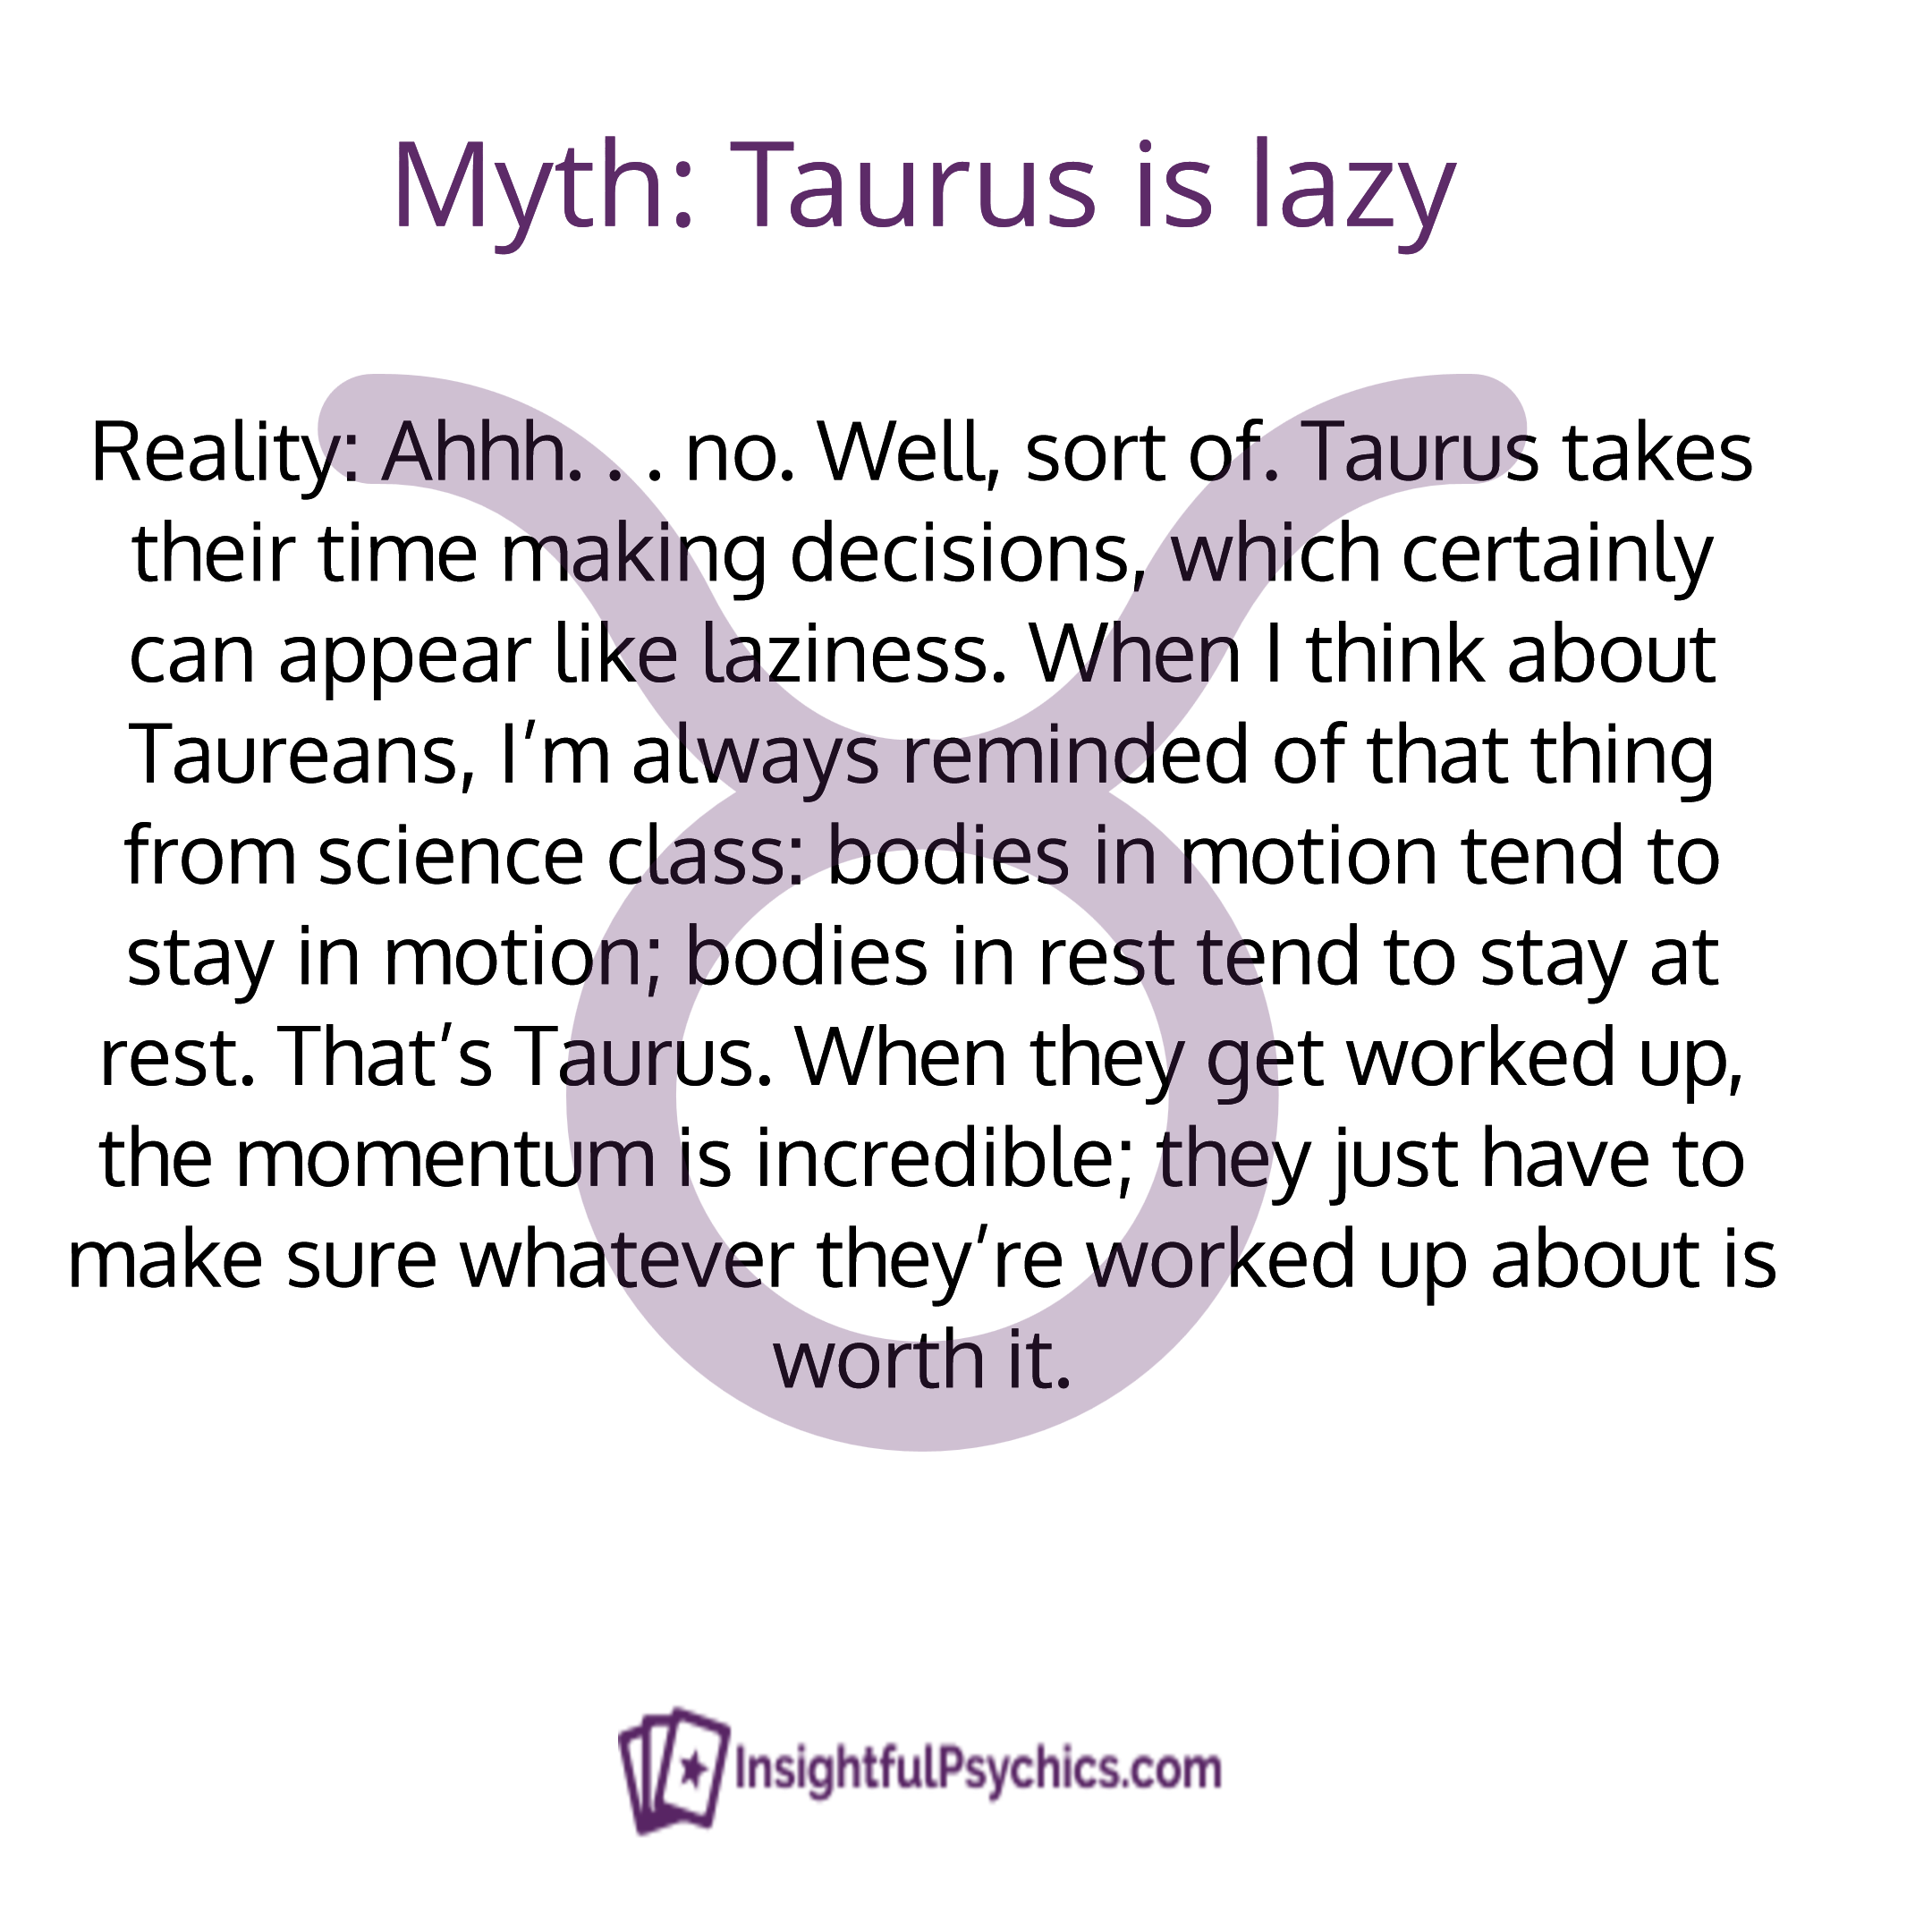 Myth: Taurus is lazy
Reality: Ahhh. . . no. Well, sort of. Taurus takes
their time making decisions, which certainly
can appear like laziness. When I think about
Taureans, I’m always reminded of that thing
from science class: bodies in motion tend to
stay in motion; bodies in rest tend to stay at
rest. That’s Taurus. When they get worked up,
the momentum is incredible; they just have to
make sure whatever they’re worked up about is
worth it.
InsightfulPsychics.com